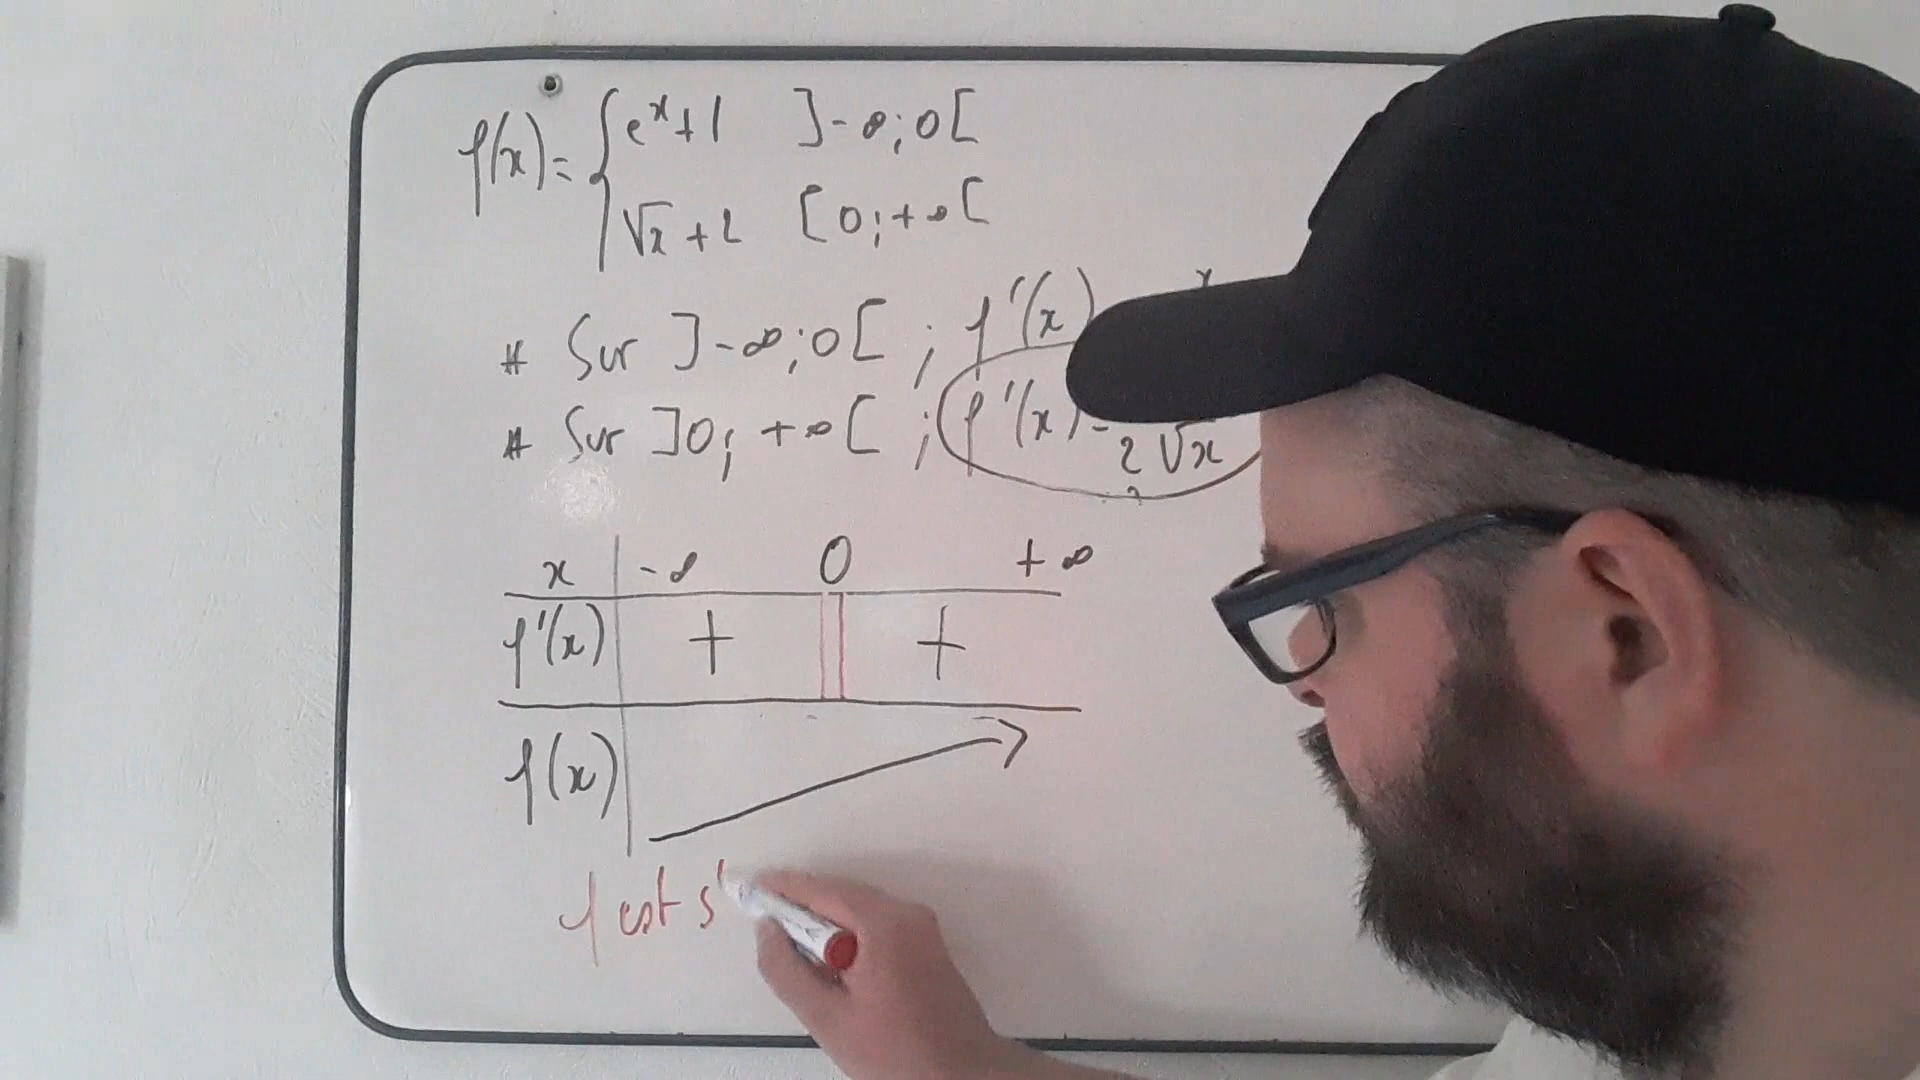 f(x) = { e^x + 1 ]-∞; 0[
√x + 2 [0; +∞[
# Sur ]-∞; 0[ ; f'(x)
# Sur ]0; +∞[ ; f'(x) = 2√x
x -∞ 0 +∞
f'(x) + || +
f(x)
f est